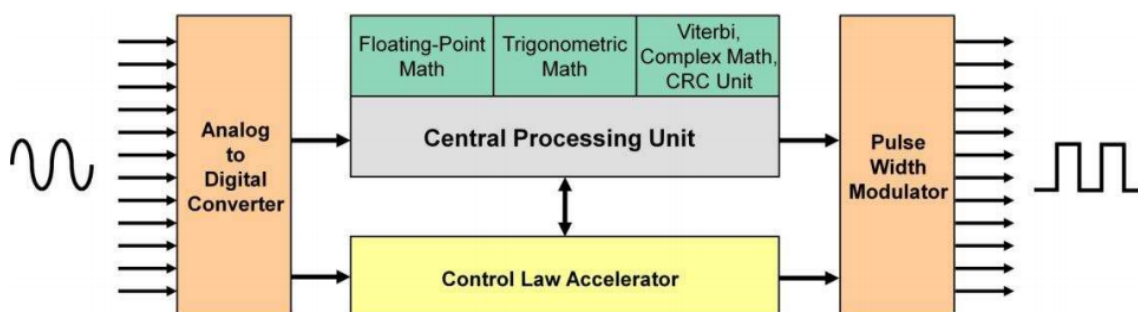 Floating-Point
Math
Trigonometric
Math
Viterbi,
Complex Math,
CRC Unit
Analog
to
Digital
Converter
Central Processing Unit
Pulse
Width
Modulator
Control Law Accelerator